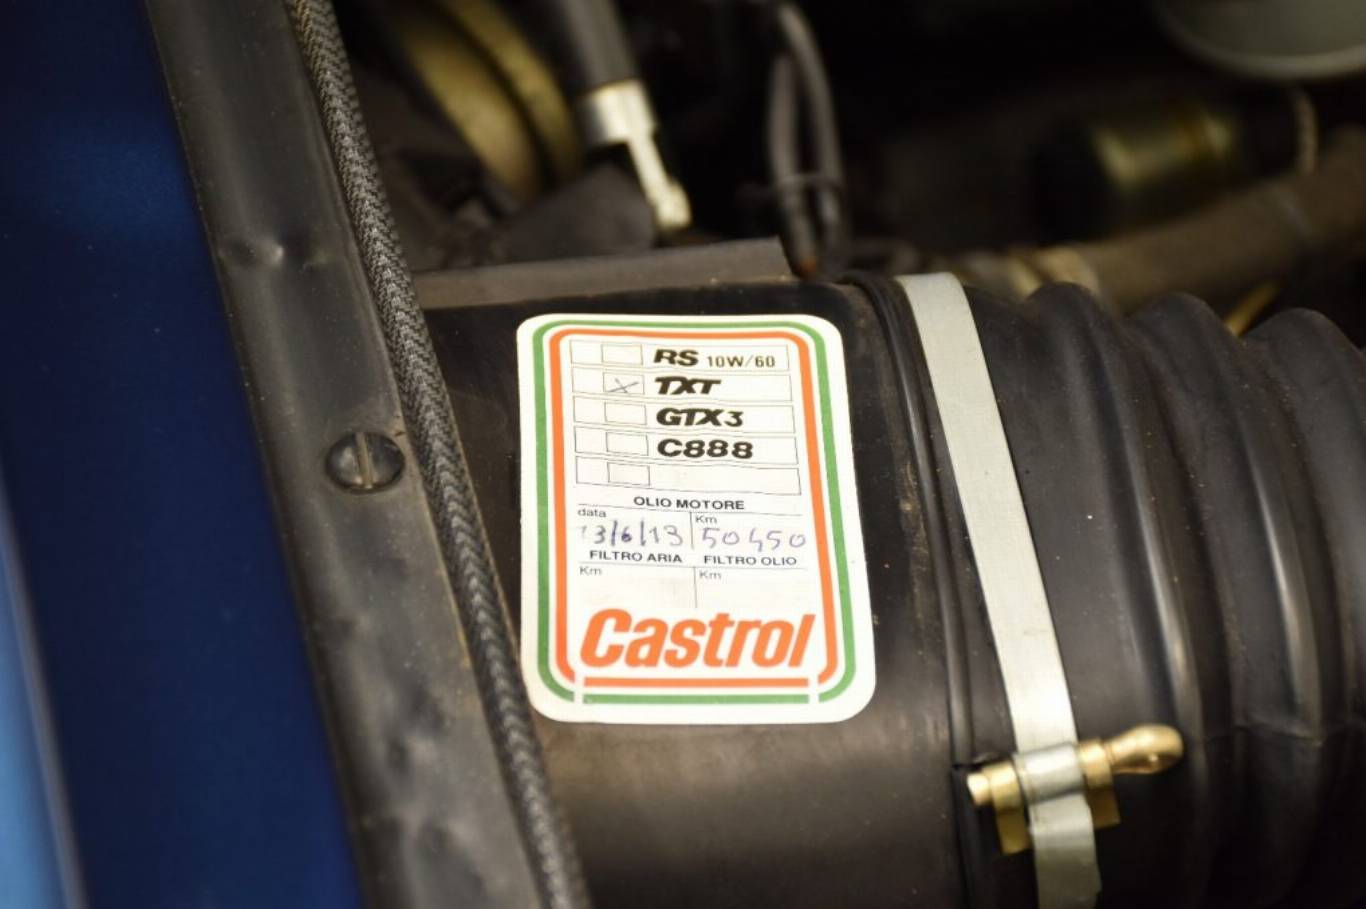 RS 10W/60
TXT
GTX3
C888
OLIO MOTORE
data Km
13/6/13 50450
FILTRO ARIA FILTRO OLIO
Km Km
Castrol